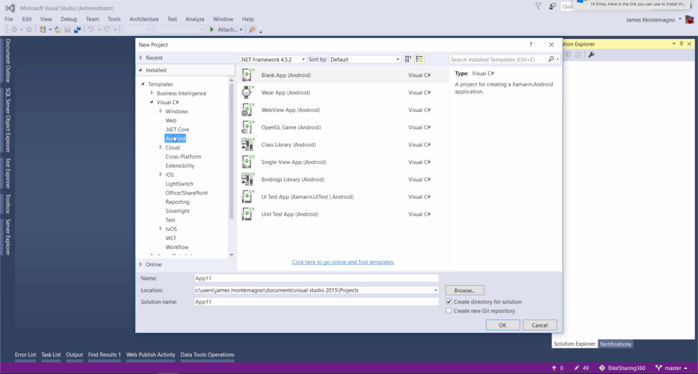 Microsoft Visual Studio (Administrator)
Hi Erika, Here is the link you can use to install th...
File Edit View Debug Team Tools Architecture Test Analyze Window Help
James Montemagno
Attach...
Document Outline
SQL Server Object Explorer
Test Explorer
Toolbox
Server Explorer
New Project
? ×
Recent
.NET Framework 4.5.2 Sort by: Default
Search Installed Templates (Ctrl+E)
Installed
Templates
Business Intelligence
Visual C#
Windows
Web
.NET Core
Android
Cloud
Cross-Platform
Extensibility
iOS
LightSwitch
Office/SharePoint
Reporting
Silverlight
Test
tvOS
WCF
Workflow
Online
Blank App (Android) Visual C#
Wear App (Android) Visual C#
WebView App (Android) Visual C#
OpenGL Game (Android) Visual C#
Class Library (Android) Visual C#
Single-View App (Android) Visual C#
Bindings Library (Android) Visual C#
UI Test App (Xamarin.UITest | Android) Visual C#
Unit Test App (Android) Visual C#
Click here to go online and find templates.
Type: Visual C#
A project for creating a Xamarin.Android
application.
Name: App11
Location: c:\users\james montemagno\documents\visual studio 2015\Projects
Browse...
Solution name: App11
Create directory for solution
Create new Git repository
OK Cancel
Explorer
Solution Explorer Notifications
Error List Task List Output Find Results 1 Web Publish Activity Data Tools Operations
0 49 BikeSharing360 master